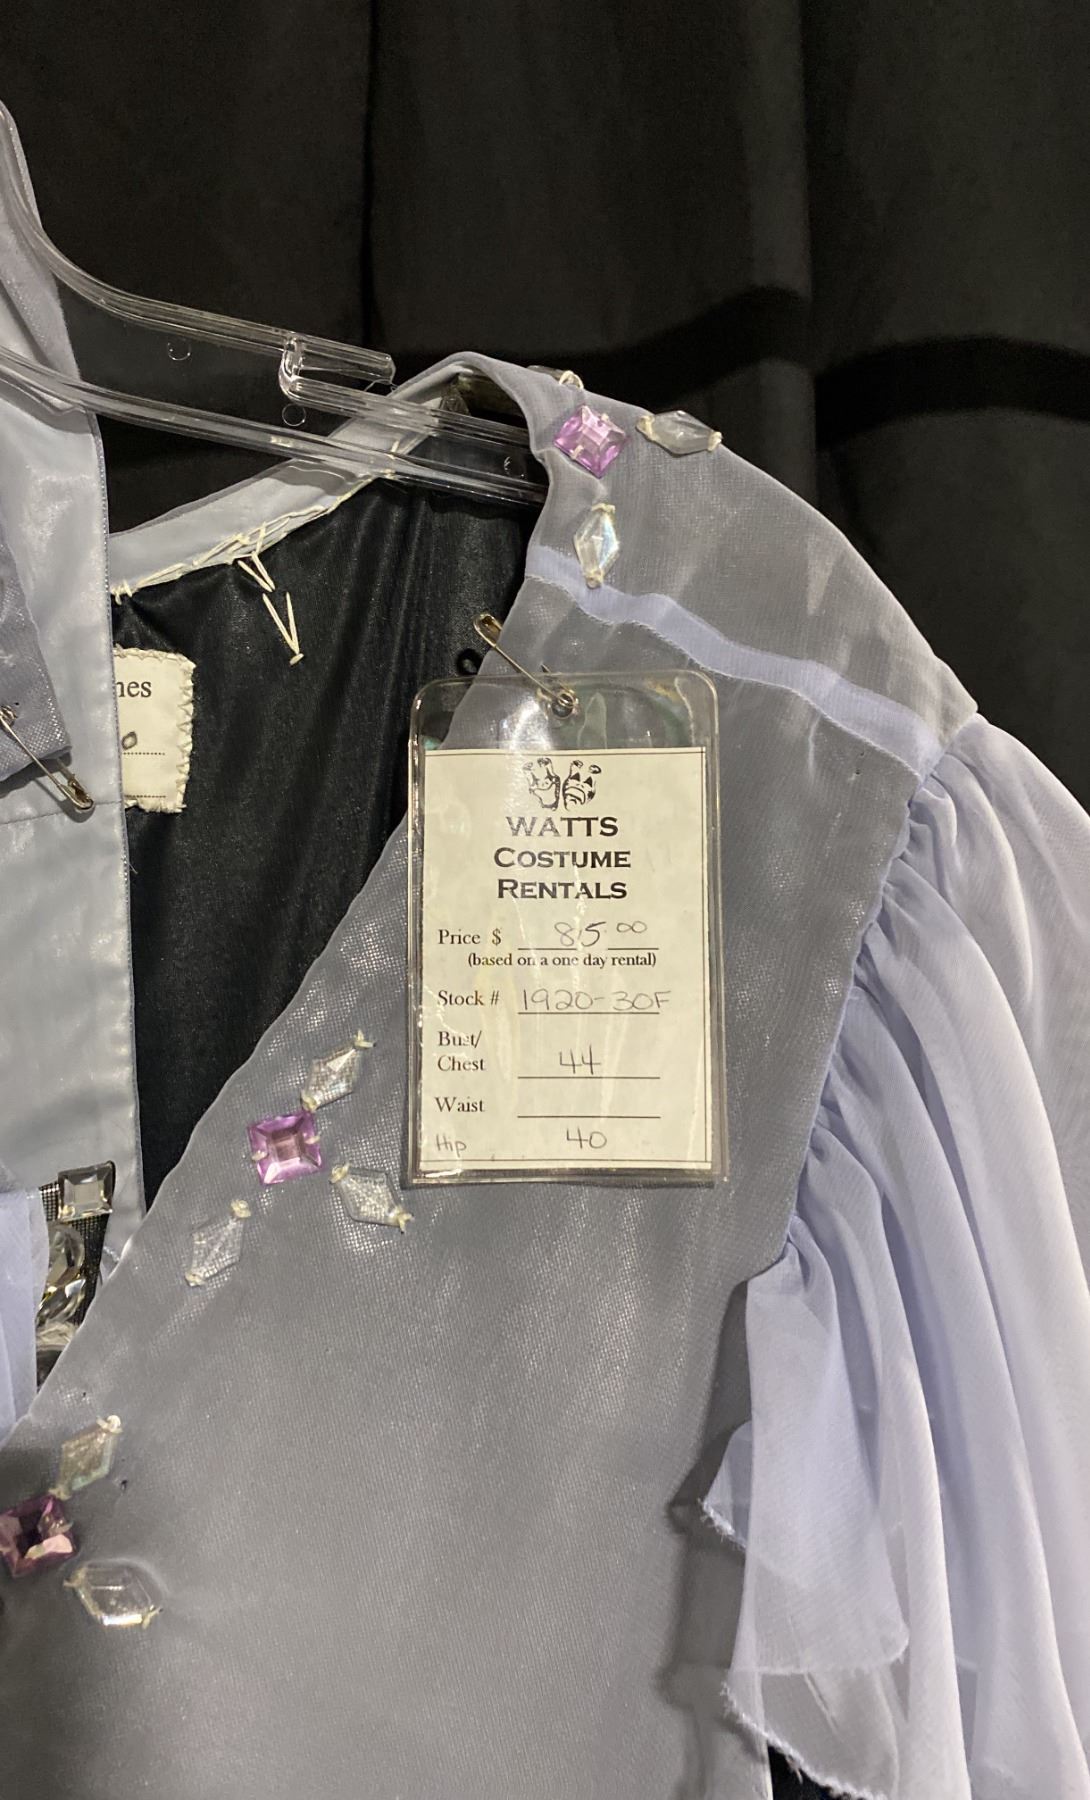 WATTS
COSTUME
RENTALS
Price $ 85.00
(based on a one day rental)
Stock # 1920-30F
Bust/
Chest 44
Waist
Hip 40